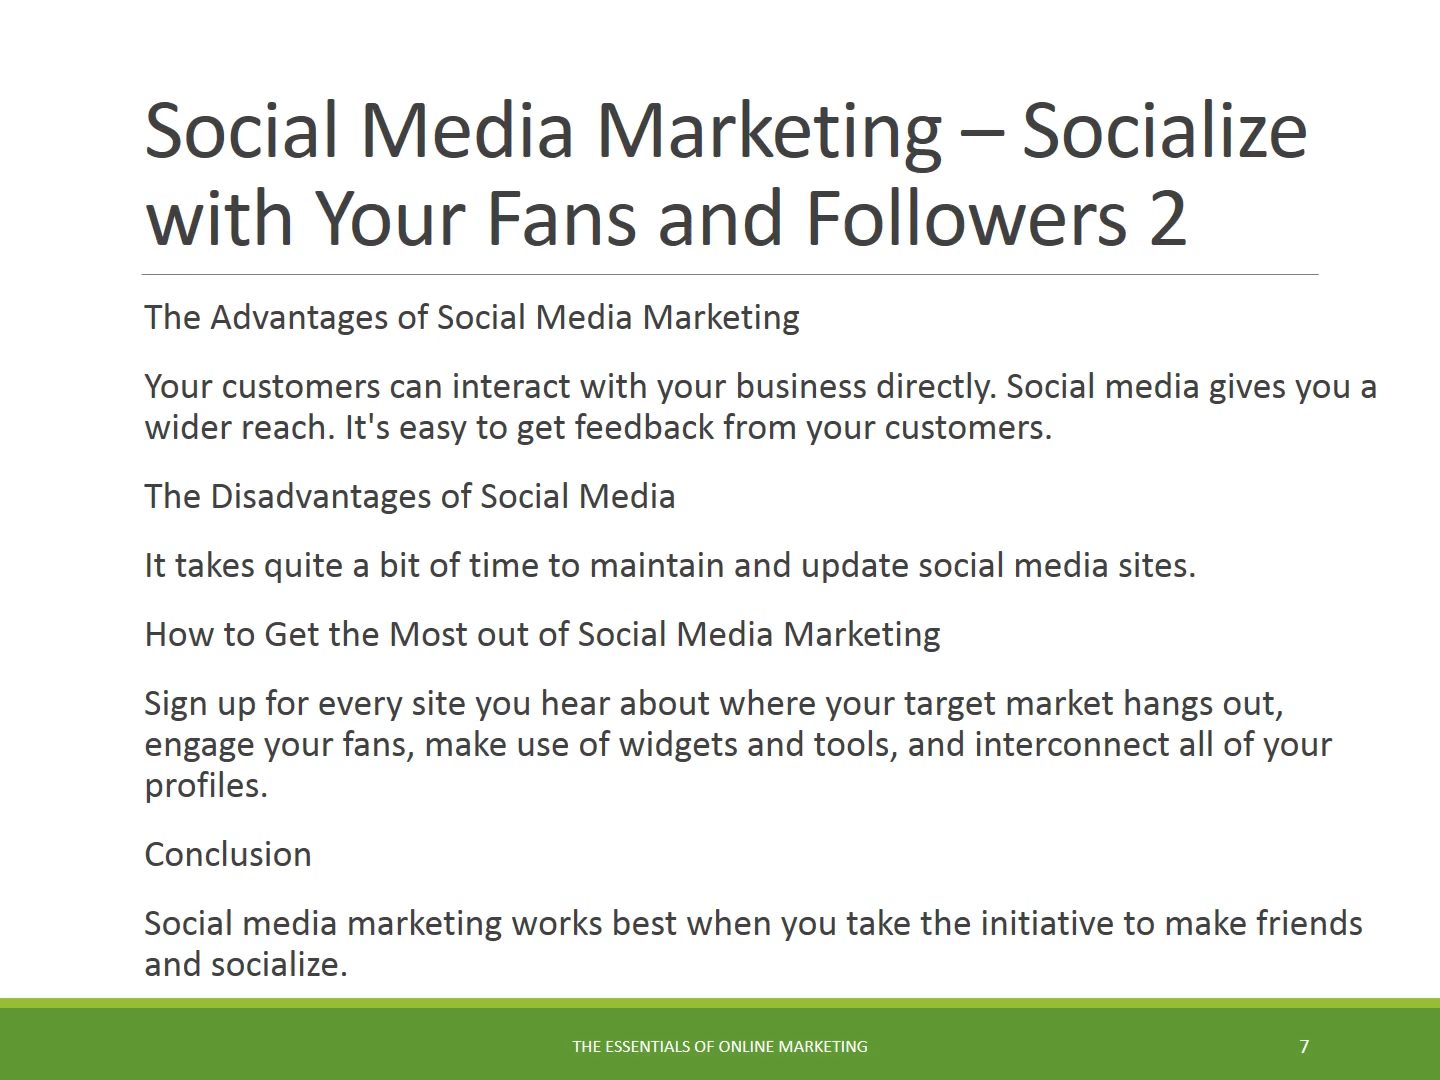 Social Media Marketing – Socialize
with Your Fans and Followers 2
The Advantages of Social Media Marketing
Your customers can interact with your business directly. Social media gives you a
wider reach. It's easy to get feedback from your customers.
The Disadvantages of Social Media
It takes quite a bit of time to maintain and update social media sites.
How to Get the Most out of Social Media Marketing
Sign up for every site you hear about where your target market hangs out,
engage your fans, make use of widgets and tools, and interconnect all of your
profiles.
Conclusion
Social media marketing works best when you take the initiative to make friends
and socialize.
THE ESSENTIALS OF ONLINE MARKETING
7